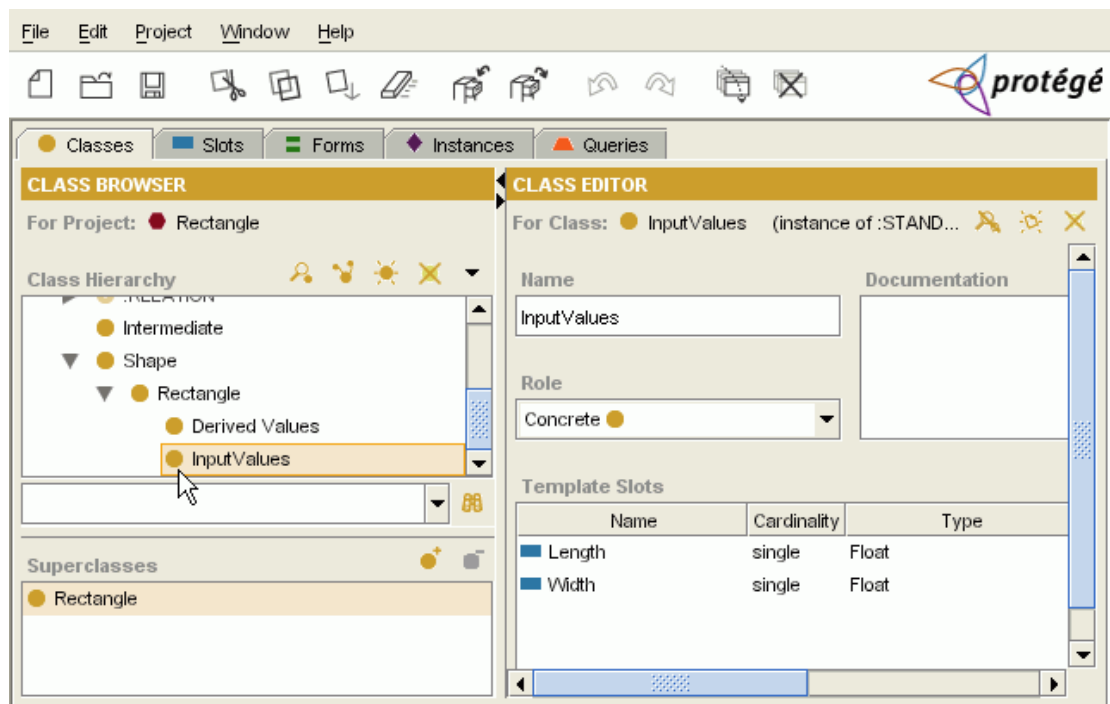 File Edit Project Window Help
protégé
Classes Slots Forms Instances Queries
CLASS BROWSER
For Project: Rectangle
Class Hierarchy
:RELATION
Intermediate
Shape
Rectangle
Derived Values
InputValues
Superclasses
Rectangle
CLASS EDITOR
For Class: InputValues (instance of :STAND...
Name Documentation
InputValues
Role
Concrete
Template Slots
Name Cardinality Type
Length single Float
Width single Float